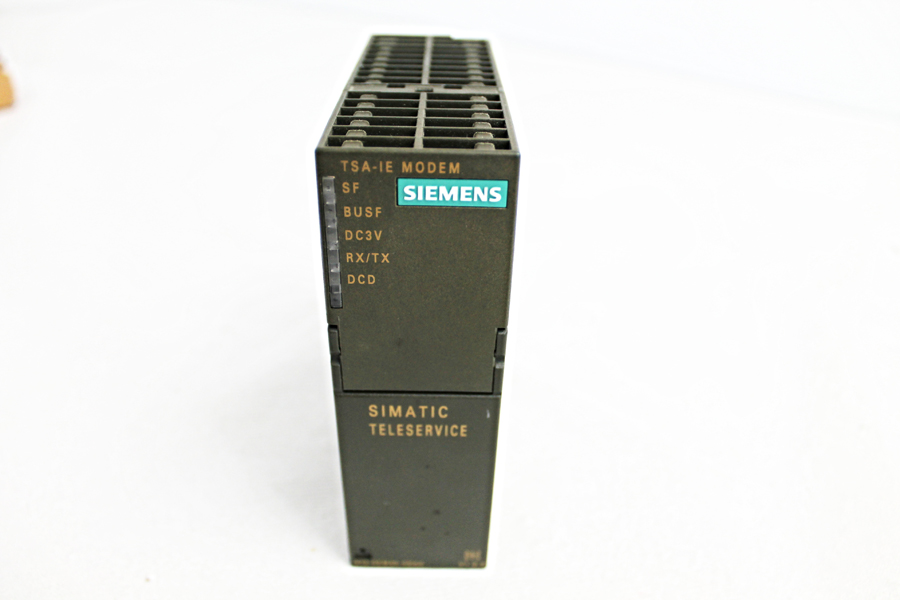 TSA-IE MODEM
SF
SIEMENS
BUSF
DC3V
RX/TX
DCD
SIMATIC
TELESERVICE